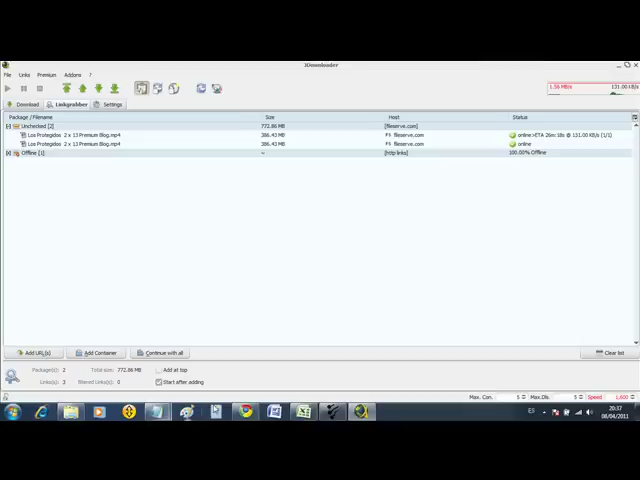 JDownloader
File Links Premium Addons ?
1.56 MB/s 131.00 KB/s
Download Linkgrabber Settings
Package / Filename Size Host Status
Unchecked [2] 772.86 MB [fileserve.com]
Los Protegidos 2 x 13 Premium Blog.mp4 386.43 MB fileserve.com online >ETA 26m:18s @ 131.00 KB/s (1/1)
Los Protegidos 2 x 13 Premium Blog.mp4 386.43 MB fileserve.com online
Offline [1] ~ [http links] 100.00% Offline
Add URL(s) Add Container Continue with all Clear list
Package(s): 2 Total size: 772.86 MB Add at top
Links(s): 3 filtered Links(s): 0 Start after adding
Max. Con. 5 Max.Dls. 5 Speed 1,600
ES 20:37
08/04/2011